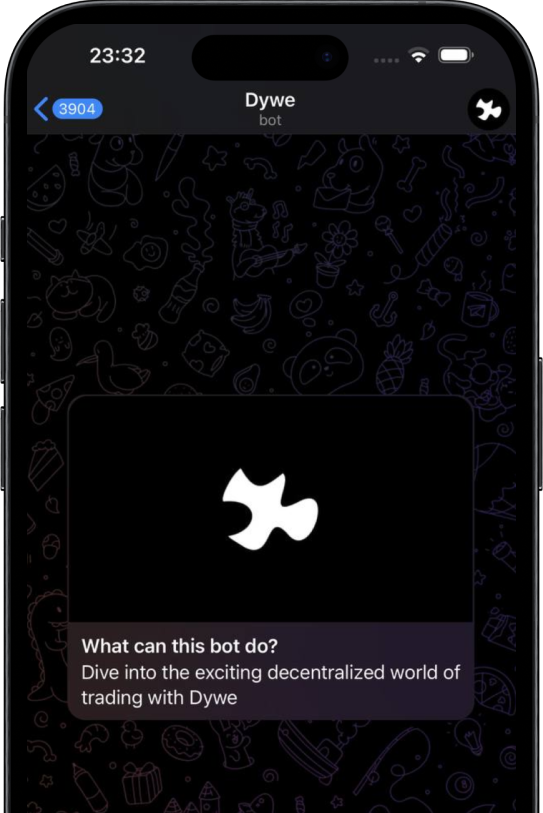 23:32
3904
Dywe
bot
What can this bot do?
Dive into the exciting decentralized world of
trading with Dywe